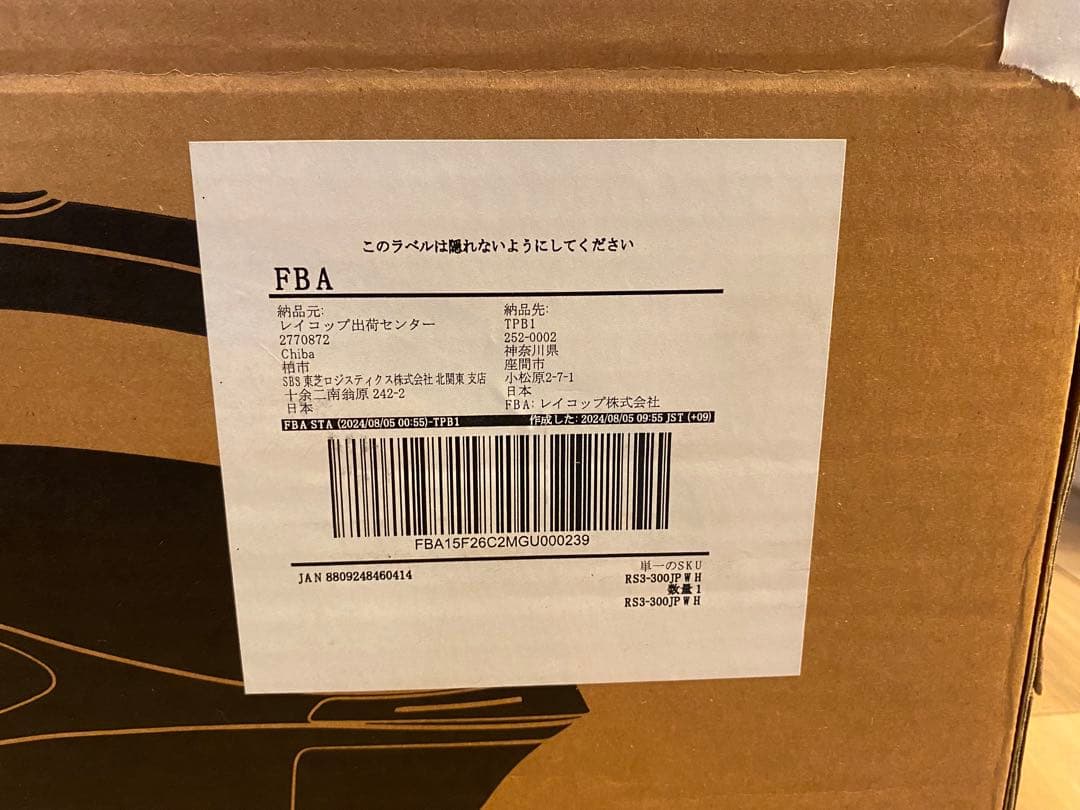 このラベルは隠れないようにしてください
FBA
納品元:
レイコップ出荷センター
2770872
Chiba
柏市
SBS 東芝ロジスティクス株式会社 北関東 支店
十余二南翁原 242-2
日本
納品先:
TPB1
252-0002
神奈川県
座間市
小松原2-7-1
日本
FBA: レイコップ株式会社
FBA STA (2024/08/05 00:55)-TPB1 作成した: 2024/08/05 09:55 JST (+09)
FBA15F26C2MGU000239
JAN 8809248460414
単一のSKU
RS3-300JPWH
数量 1
RS3-300JPWH